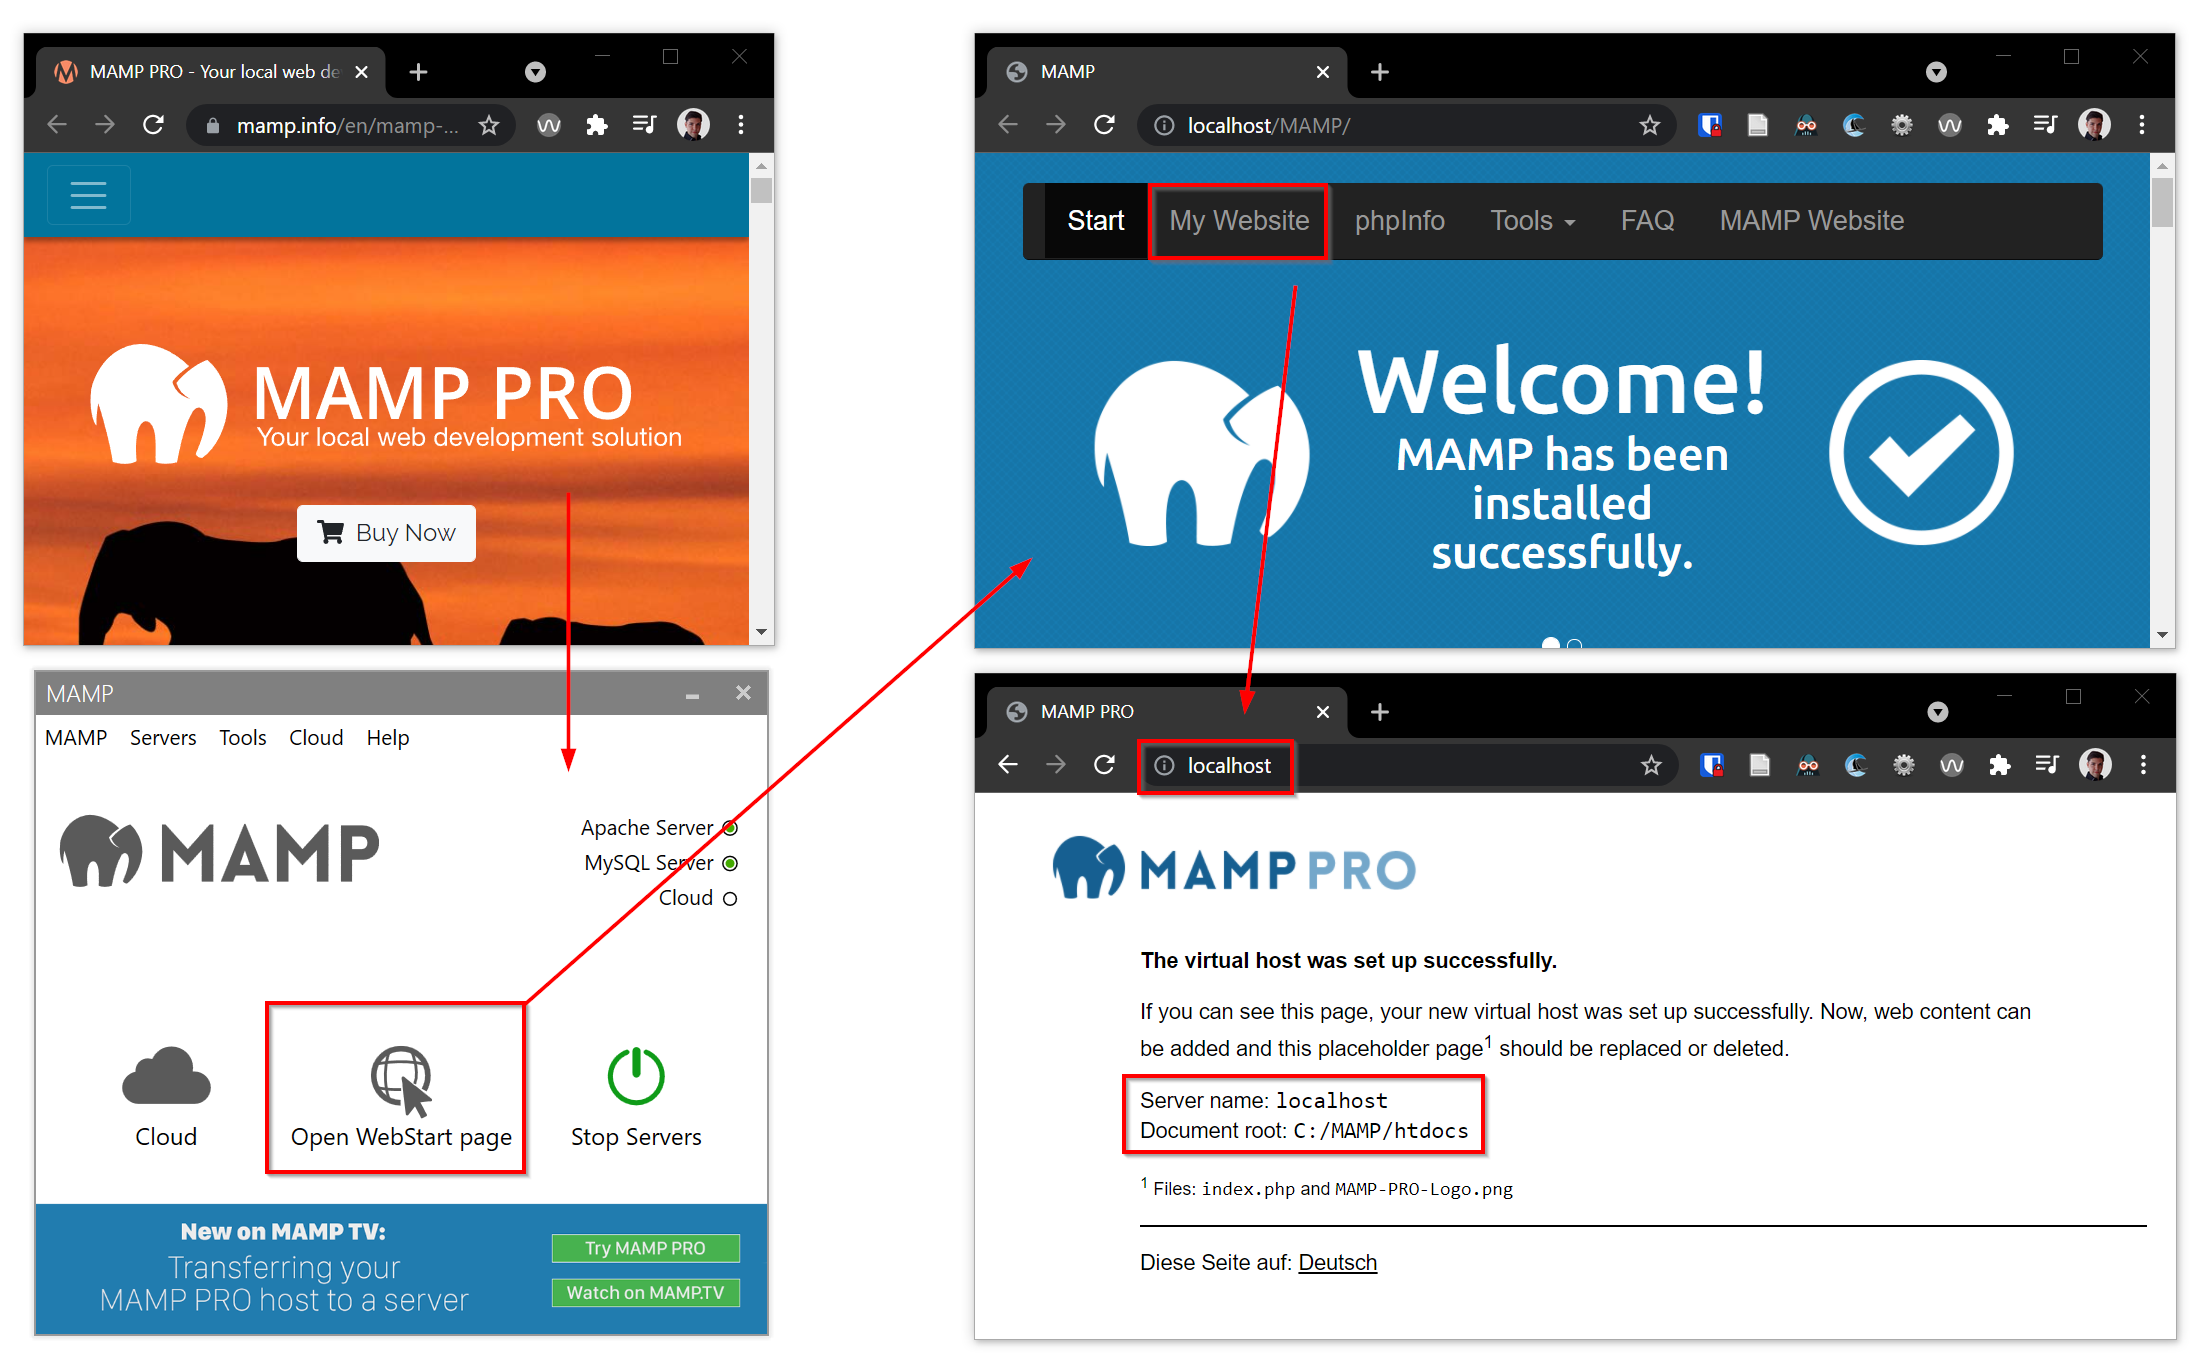 MAMP PRO - Your local web de
mamp.info/en/mamp-...
MAMP PRO
Your local web development solution
Buy Now
MAMP
MAMP Servers Tools Cloud Help
MAMP
Apache Server
MySQL Server
Cloud
Cloud
Open WebStart page
Stop Servers
New on MAMP TV:
Transferring your
MAMP PRO host to a server
Try MAMP PRO
Watch on MAMP.TV
MAMP
localhost/MAMP/
Start My Website phpInfo Tools FAQ MAMP Website
Welcome!
MAMP has been
installed
successfully.
MAMP PRO
localhost
MAMP PRO
The virtual host was set up successfully.
If you can see this page, your new virtual host was set up successfully. Now, web content can
be added and this placeholder page1 should be replaced or deleted.
Server name: localhost
Document root: C:/MAMP/htdocs
1 Files: index.php and MAMP-PRO-Logo.png
Diese Seite auf: Deutsch